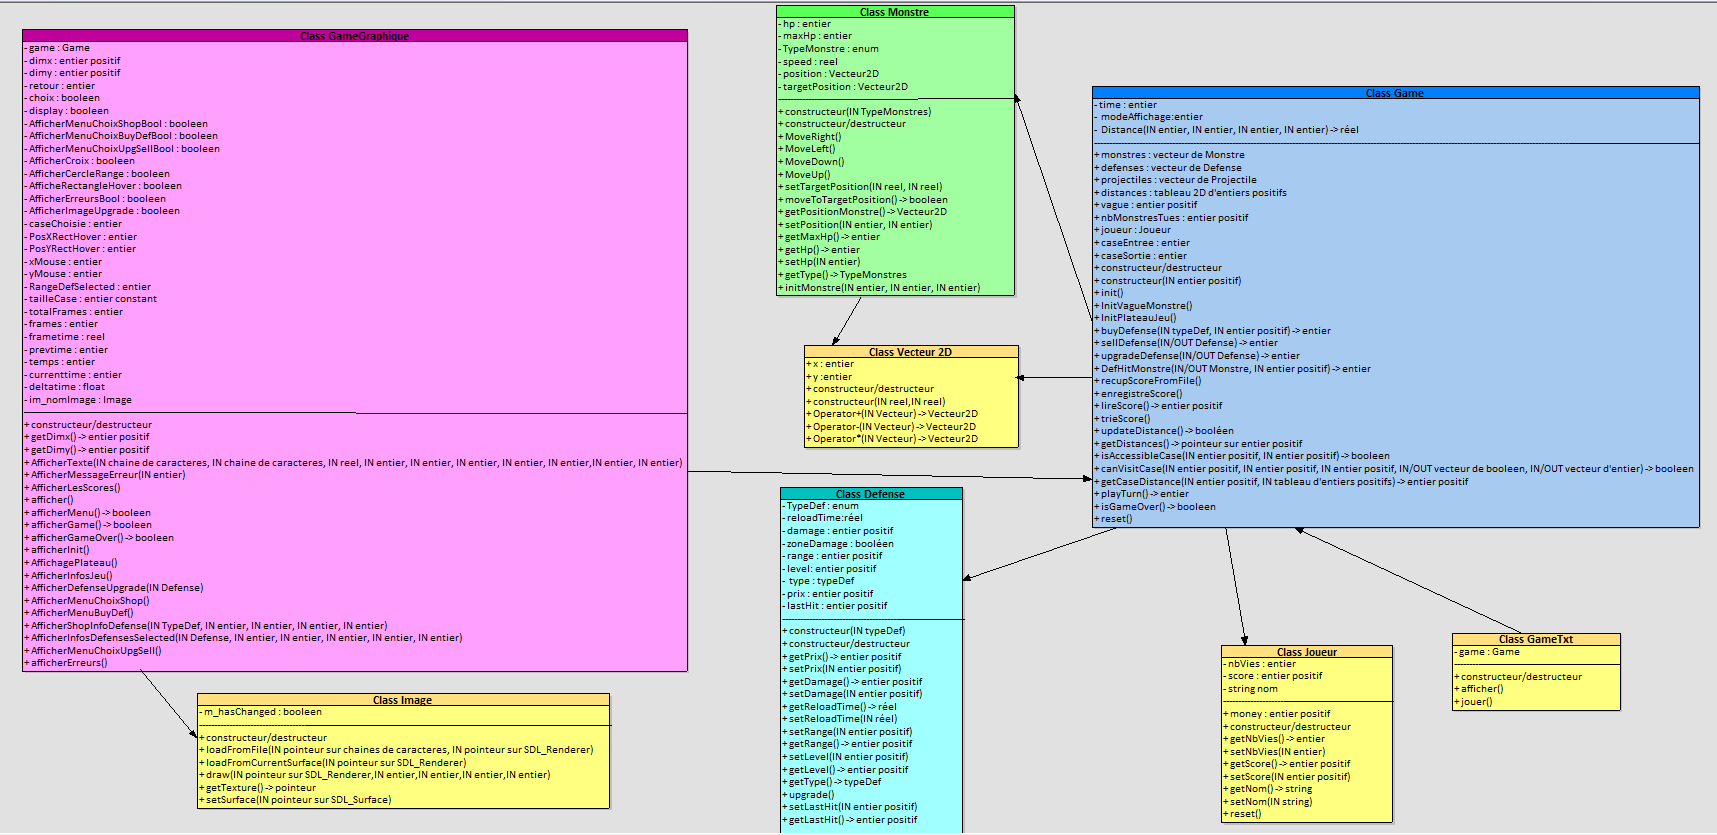 Class GameGraphique
- game : Game
- dimx : entier positif
- dimy : entier positif
- retour : entier
- choix : booleen
- display : booleen
- AfficherMenuChoixShopBool : booleen
- AfficherMenuChoixBuyDefBool : booleen
- AfficherMenuChoixUpgSellBool : booleen
- AfficherCroix : booleen
- AfficherCercleRange : booleen
- AfficheRectangleHover : booleen
- AfficherErreursBool : booleen
- AfficherImageUpgrade : booleen
- caseChoisie : entier
- PosXRectHover : entier
- PosYRectHover : entier
- xMouse : entier
- yMouse : entier
- RangeDefSelected : entier
- tailleCase : entier constant
- totalFrames : entier
- frames : entier
- frametime : reel
- prevtime : entier
- temps : entier
- currenttime : entier
- deltatime : float
- im_nomImage : Image
+ constructeur/destructeur
+ getDimx() -> entier positif
+ getDimy() -> entier positif
+ AfficherTexte(IN chaine de caracteres, IN chaine de caracteres, IN reel, IN entier, IN entier, IN entier, IN entier, IN entier,IN entier, IN entier)
+ AfficherMessageErreur(IN entier)
+ AfficherLesScores()
+ afficher()
+ afficherMenu() -> booleen
+ afficherGame() -> booleen
+ afficherGameOver() -> booleen
+ afficherInit()
+ AffichagePlateau()
+ AfficherInfosJeu()
+ AfficherDefenseUpgrade(IN Defense)
+ AfficherMenuChoixShop()
+ AfficherMenuBuyDef()
+ AfficherShopInfoDefense(IN TypeDef, IN entier, IN entier, IN entier, IN entier)
+ AfficherInfosDefensesSelected(IN Defense, IN entier, IN entier, IN entier, IN entier, IN entier)
+ AfficherMenuChoixUpgSell()
+ afficherErreurs()
Class Image
- m_hasChanged : booleen
+ constructeur/destructeur
+ loadFromFile(IN pointeur sur chaines de caracteres, IN pointeur sur SDL_Renderer)
+ loadFromCurrentSurface(IN pointeur sur SDL_Renderer)
+ draw(IN pointeur sur SDL_Renderer,IN entier,IN entier,IN entier,IN entier)
+ getTexture() -> pointeur
+ setSurface(IN pointeur sur SDL_Surface)
Class Monstre
- hp : entier
- maxHp : entier
- TypeMonstre : enum
- speed : reel
- position : Vecteur2D
- targetPosition : Vecteur2D
+ constructeur(IN TypeMonstres)
+ constructeur/destructeur
+ MoveRight()
+ MoveLeft()
+ MoveDown()
+ MoveUp()
+ setTargetPosition(IN reel, IN reel)
+ moveToTargetPosition() -> booleen
+ getPositionMonstre() -> Vecteur2D
+ setPosition(IN entier, IN entier)
+ getMaxHp() -> entier
+ getHp() -> entier
+ setHp(IN entier)
+ getType() -> TypeMonstres
+ initMonstre(IN entier, IN entier, IN entier)
Class Vecteur 2D
+ x : entier
+ y :entier
+ constructeur/destructeur
+ constructeur(IN reel,IN reel)
+ Operator+(IN Vecteur) -> Vecteur2D
+ Operator-(IN Vecteur) -> Vecteur2D
+ Operator*(IN Vecteur) -> Vecteur2D
Class Defense
- TypeDef : enum
- reloadTime:réel
- damage : entier positif
- zoneDamage : booléen
- range : entier positif
- level: entier positif
- type : typeDef
- prix : entier positif
- lastHit : entier positif
+ constructeur(IN typeDef)
+ constructeur/destructeur
+ getPrix() -> entier positif
+ setPrix(IN entier positif)
+ getDamage() -> entier positif
+ setDamage(IN entier positif)
+ getReloadTime() -> réel
+ setReloadTime(IN réel)
+ setRange(IN entier positif)
+ getRange() -> entier positif
+ setLevel(IN entier positif)
+ getLevel() -> entier positif
+ getType() -> typeDef
+ upgrade()
+ setLastHit(IN entier positif)
+ getLastHit() -> entier positif
Class Game
- time : entier
- modeAffichage:entier
- Distance(IN entier, IN entier, IN entier, IN entier) -> réel
+ monstres : vecteur de Monstre
+ defenses : vecteur de Defense
+ projectiles : vecteur de Projectile
+ distances : tableau 2D d'entiers positifs
+ vague : entier positif
+ nbMonstresTues : entier positif
+ joueur : Joueur
+ caseEntree : entier
+ caseSortie : entier
+ constructeur/destructeur
+ constructeur(IN entier positif)
+ init()
+ InitVagueMonstre()
+ InitPlateauJeu()
+ buyDefense(IN typeDef, IN entier positif) -> entier
+ sellDefense(IN/OUT Defense) -> entier
+ upgradeDefense(IN/OUT Defense) -> entier
+ DefHitMonstre(IN/OUT Monstre, IN entier positif) -> entier
+ recupScoreFromFile()
+ enregistreScore()
+ lireScore() -> entier positif
+ trieScore()
+ updateDistance() -> booléen
+ getDistances() -> pointeur sur entier positif
+ isAccessibleCase(IN entier positif, IN entier positif) -> booleen
+ canVisitCase(IN entier positif, IN entier positif, IN entier positif, IN/OUT vecteur de booleen, IN/OUT vecteur d'entier) -> booleen
+ getCaseDistance(IN entier positif, IN tableau d'entiers positifs) -> entier positif
+ playTurn() -> entier
+ isGameOver() -> booleen
+ reset()
Class Joueur
- nbVies : entier
- score : entier positif
- string nom
+ money : entier positif
+ constructeur/destructeur
+ getNbVies() -> entier
+ setNbVies(IN entier)
+ getScore() -> entier positif
+ setScore(IN entier positif)
+ getNom() -> string
+ setNom(IN string)
+ reset()
Class GameTxt
- game : Game
+ constructeur/destructeur
+ afficher()
+ jouer()